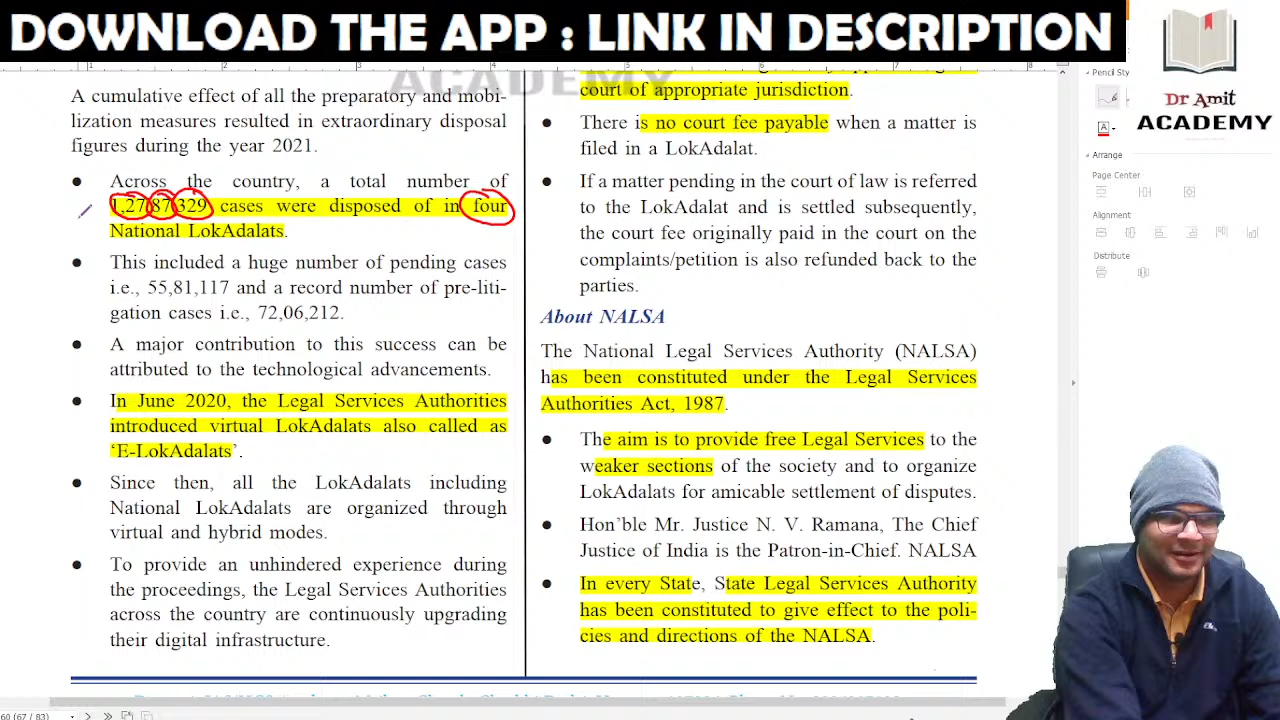 DOWNLOAD THE APP : LINK IN DESCRIPTION
Dr Amit
ACADEMY
ACADEMY
1
2
3
4
5
6
7
8
A cumulative effect of all the preparatory and mobi-
lization measures resulted in extraordinary disposal
figures during the year 2021.
● Across the country, a total number of
1,27,87,329 cases were disposed of in four
National LokAdalats.
● This included a huge number of pending cases
i.e., 55,81,117 and a record number of pre-liti-
gation cases i.e., 72,06,212.
● A major contribution to this success can be
attributed to the technological advancements.
● In June 2020, the Legal Services Authorities
introduced virtual LokAdalats also called as
‘E-LokAdalats’.
● Since then, all the LokAdalats including
National LokAdalats are organized through
virtual and hybrid modes.
● To provide an unhindered experience during
the proceedings, the Legal Services Authorities
across the country are continuously upgrading
their digital infrastructure.
court of appropriate jurisdiction.
● There is no court fee payable when a matter is
filed in a LokAdalat.
● If a matter pending in the court of law is referred
to the LokAdalat and is settled subsequently,
the court fee originally paid in the court on the
complaints/petition is also refunded back to the
parties.
About NALSA
The National Legal Services Authority (NALSA)
has been constituted under the Legal Services
Authorities Act, 1987.
● The aim is to provide free Legal Services to the
weaker sections of the society and to organize
LokAdalats for amicable settlement of disputes.
● Hon’ble Mr. Justice N. V. Ramana, The Chief
Justice of India is the Patron-in-Chief. NALSA
● In every State, State Legal Services Authority
has been constituted to give effect to the poli-
cies and directions of the NALSA.
Pencil Sty
A
Arrange
Page Center
Alignment
Distribute
60 (67 / 83)